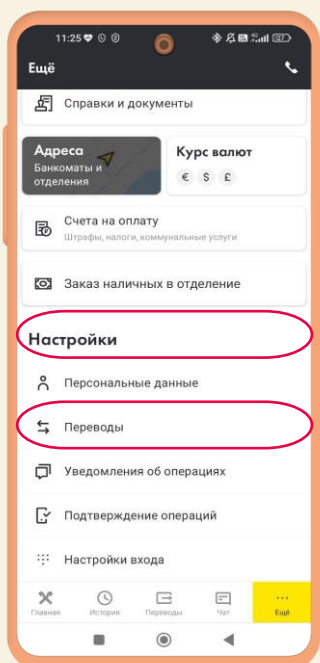 11:25
37
Ещё
Справки и документы
Адреса
Банкоматы и
отделения
Курс валют
€ $ £
Счета на оплату
Штрафы, налоги, коммунальные услуги
Заказ наличных в отделение
Настройки
Персональные данные
Переводы
Уведомления об операциях
Подтверждение операций
Настройки входа
Главная История Переводы Чат Ещё